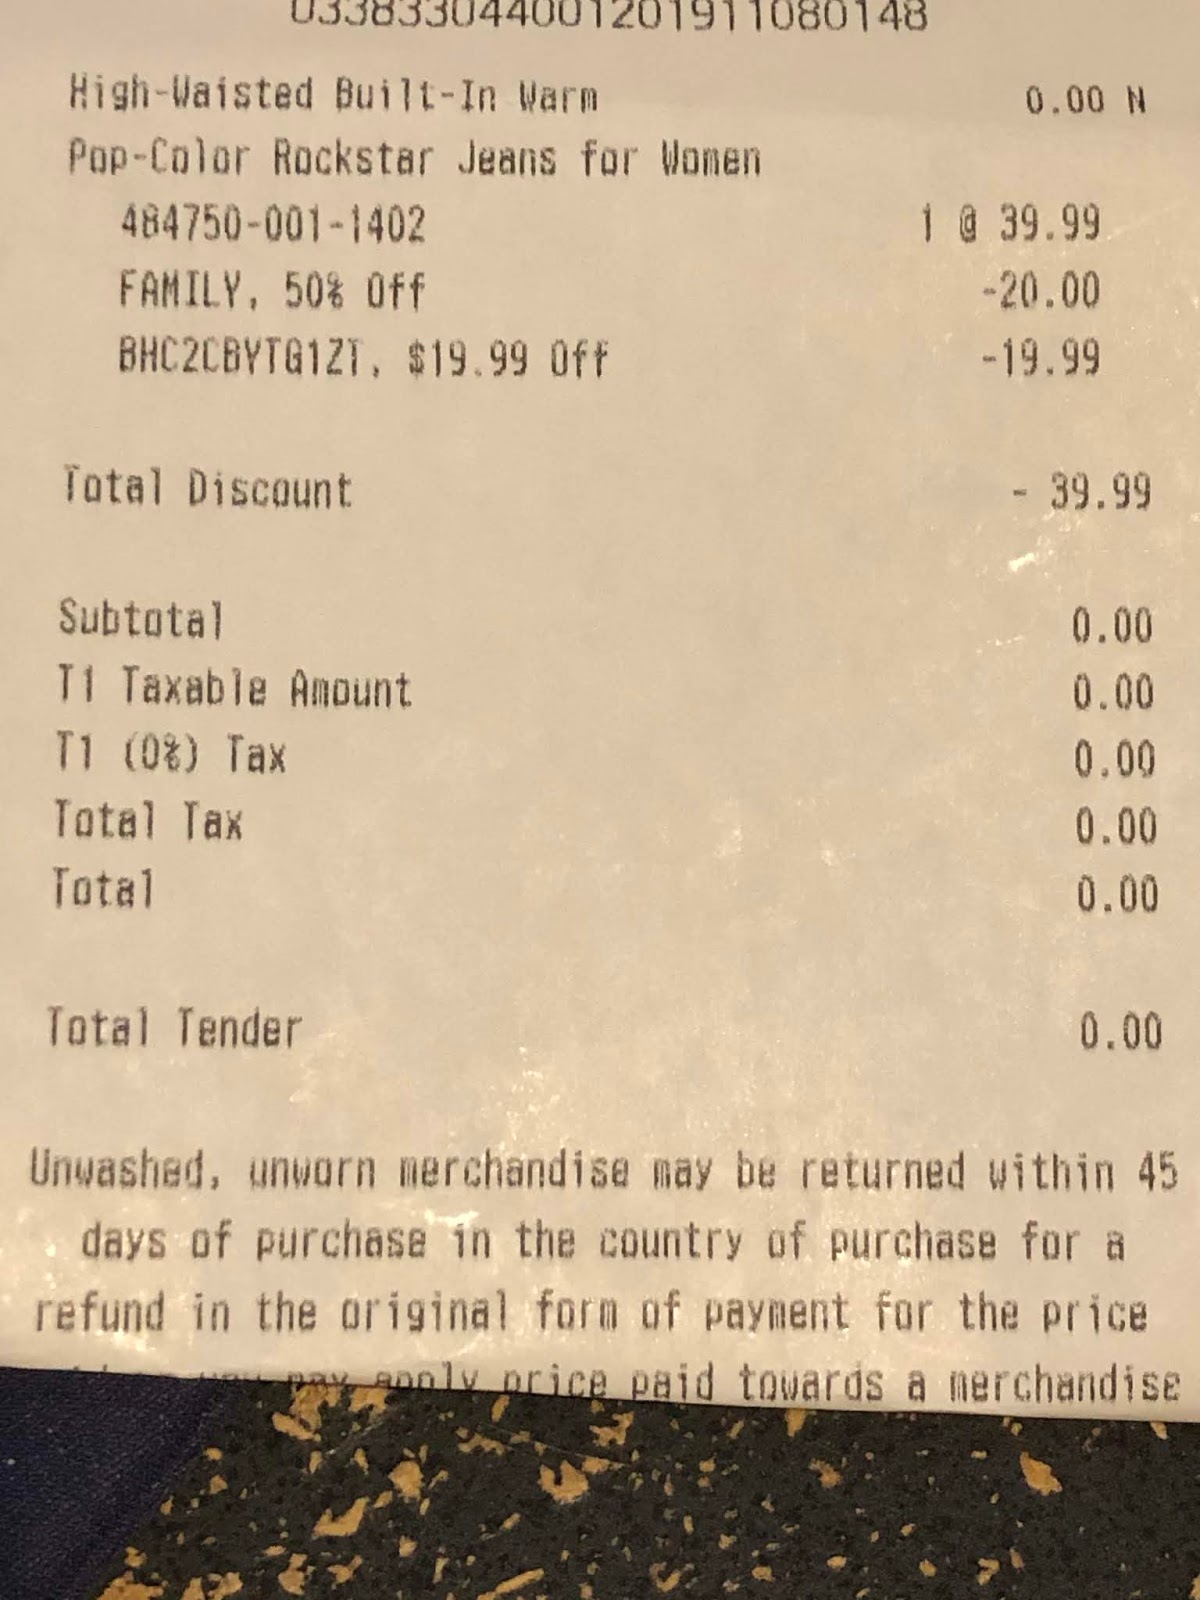 0338330440012019110801​48
High-Waisted Built-In Warm 0.00 N
Pop-Color Rockstar Jeans for Women
484750-001-1402 1 @ 39.99
FAMILY, 50% Off -20.00
BHC2CBYTG1ZT, $19.99 Off -19.99
Total Discount - 39.99
Subtotal 0.00
T1 Taxable Amount 0.00
T1 (0%) Tax 0.00
Total Tax 0.00
Total 0.00
Total Tender 0.00
Unwashed, unworn merchandise may be returned within 45
days of purchase in the country of purchase for a
refund in the original form of payment for the price
may apply price paid towards a merchandise